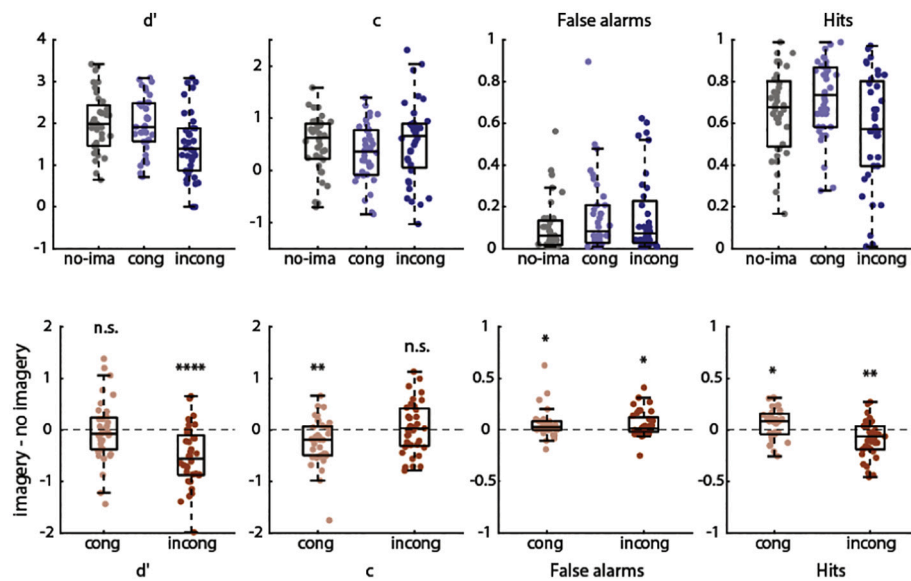 d' c False alarms Hits
4 2 1 1
3 0.8 0.8
2 1 0.6 0.6
1 0 0.4 0.4
0 0.2 0.2
-1 -1 0 0
no-ima cong incong no-ima cong incong no-ima cong incong no-ima cong incong
imagery - no imagery
2 2 1 1
n.s. **** ** n.s. * * * **
1 1 0.5 0.5
0 0 0 0
-1 -1 -0.5 -0.5
-2 -2 -1 -1
cong incong cong incong cong incong cong incong
d' c False alarms Hits